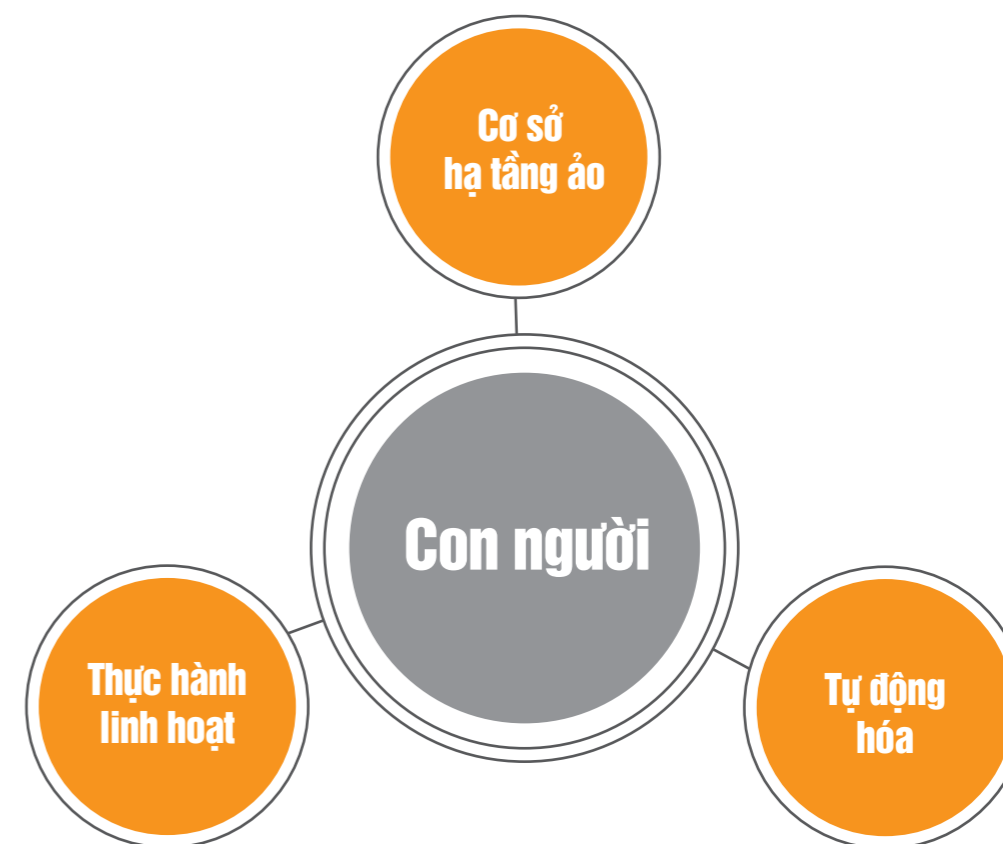 Cơ sở
hạ tầng ảo
Con người
Thực hành
linh hoạt
Tự động
hóa